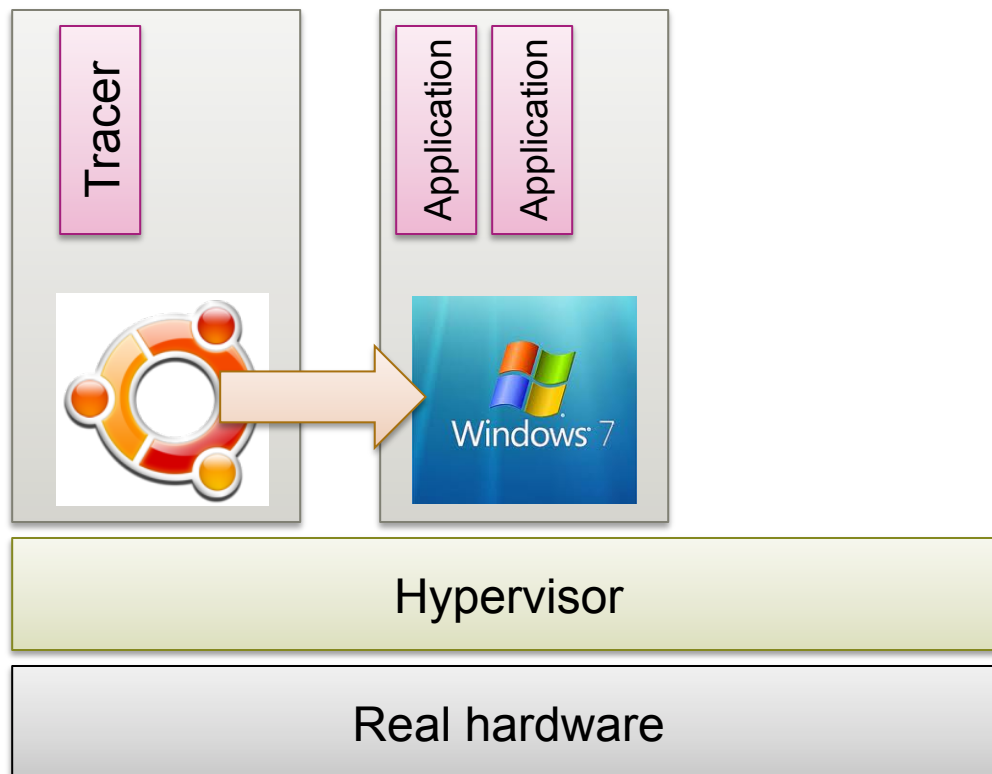 Tracer
Application
Application
Windows 7
Hypervisor
Real hardware